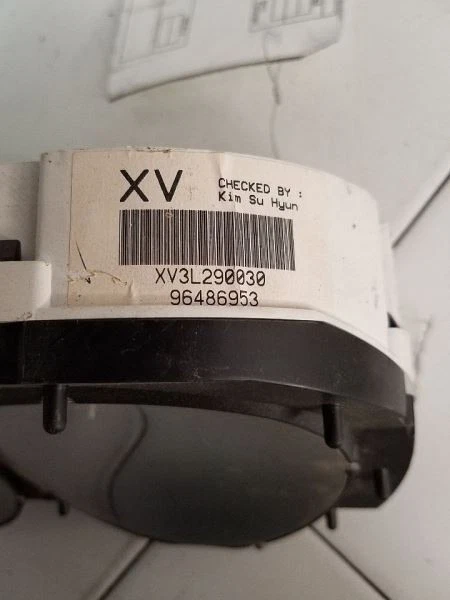 XV
CHECKED BY :
Kim Su Hyun
XV3L290030
96486953